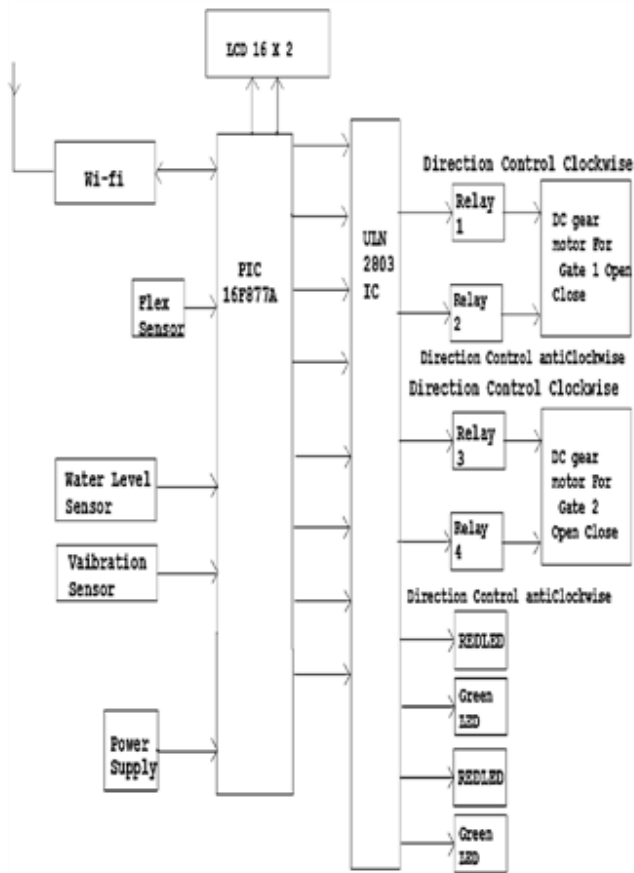 LCD 16 X 2
Wi-fi
Flex
Sensor
Water Level
Sensor
Vaibration
Sensor
Power
Supply
PIC
16F877A
ULN
2803
IC
Direction Control Clockwise
Relay
1
DC gear
motor For
Gate 1 Open
Close
Relay
2
Direction Control antiClockwise
Direction Control Clockwise
Relay
3
DC gear
motor For
Gate 2
Open Close
Relay
4
Direction Control antiClockwise
REDLED
Green
LED
REDLED
Green
LED